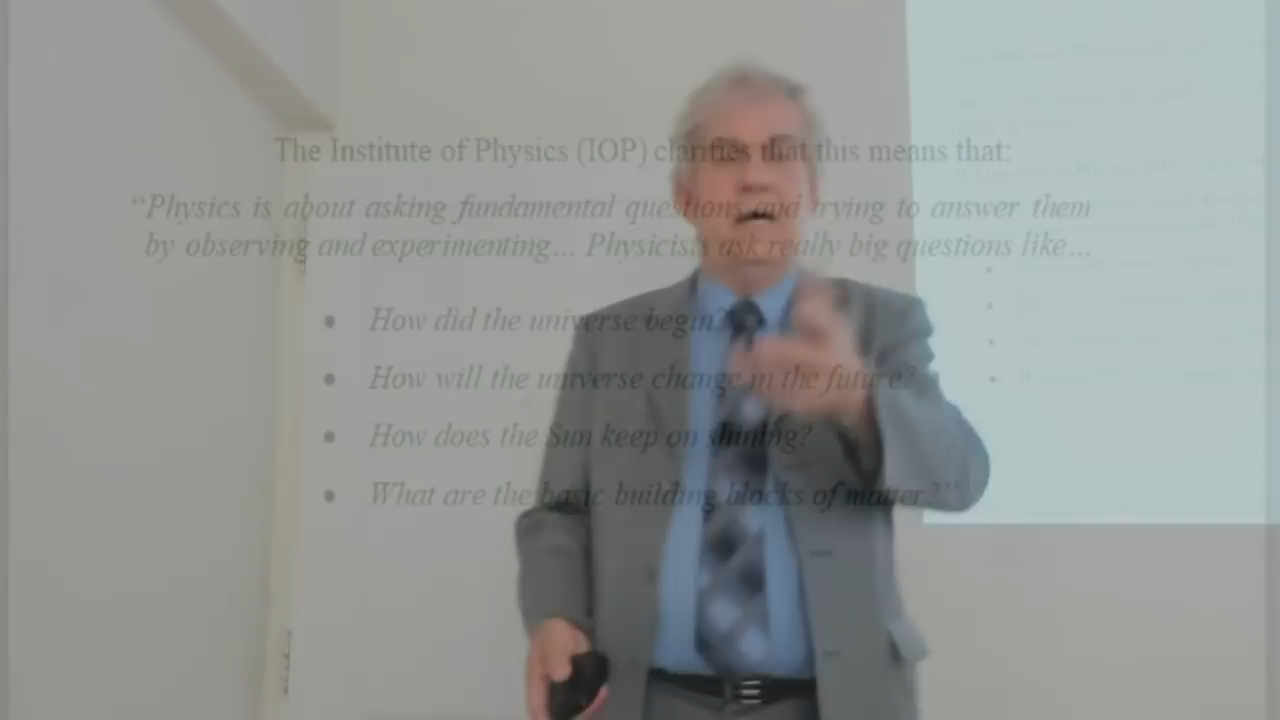 The Institute of Physics (IOP) clarifies that this means that:
“Physics is about asking fundamental questions and trying to answer them
by observing and experimenting... Physicists ask really big questions like...
• How did the universe begin?
• How will the universe change in the future?
• How does the Sun keep on shining?
• What are the basic building blocks of matter?”